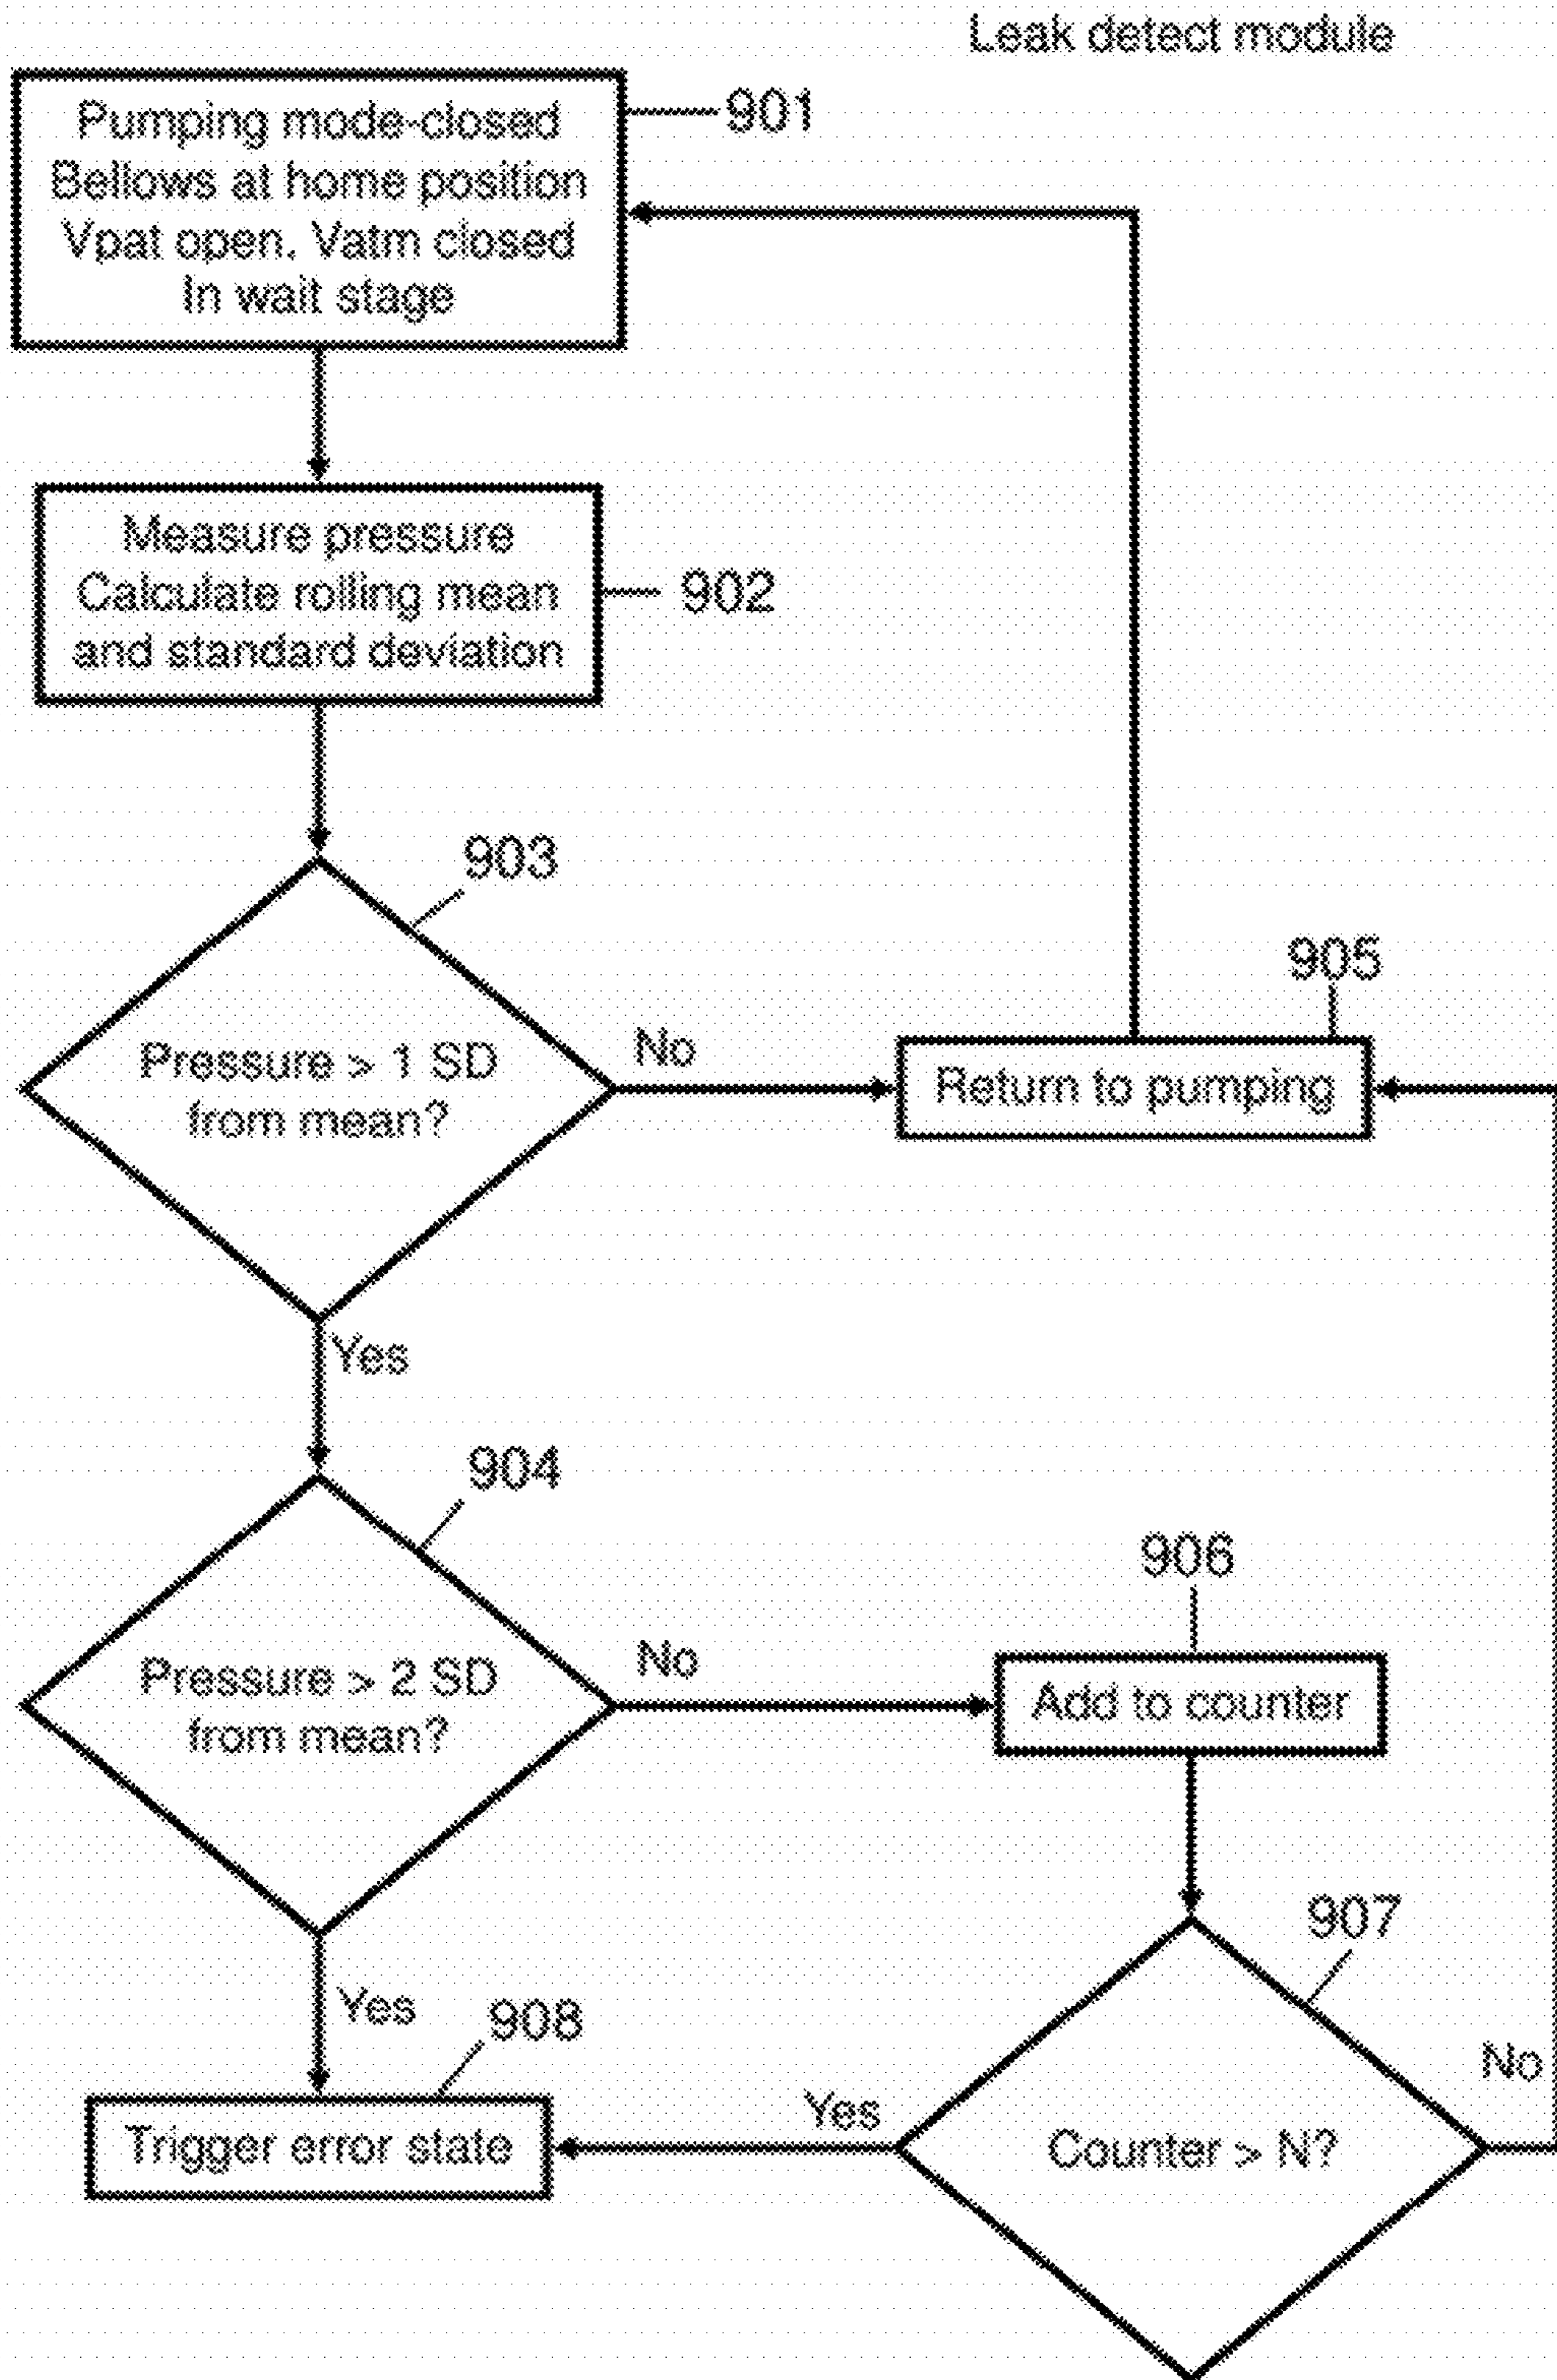 Leak detect module
Pumping mode-closed
Bellows at home position
Vpat open. Vatm closed
In wait stage
901
Measure pressure
Calculate rolling mean
and standard deviation
902
903
Pressure > 1 SD
from mean?
No
905
Return to pumping
Yes
904
Pressure > 2 SD
from mean?
No
906
Add to counter
907
Yes
908
Trigger error state
Yes
Counter > N?
No